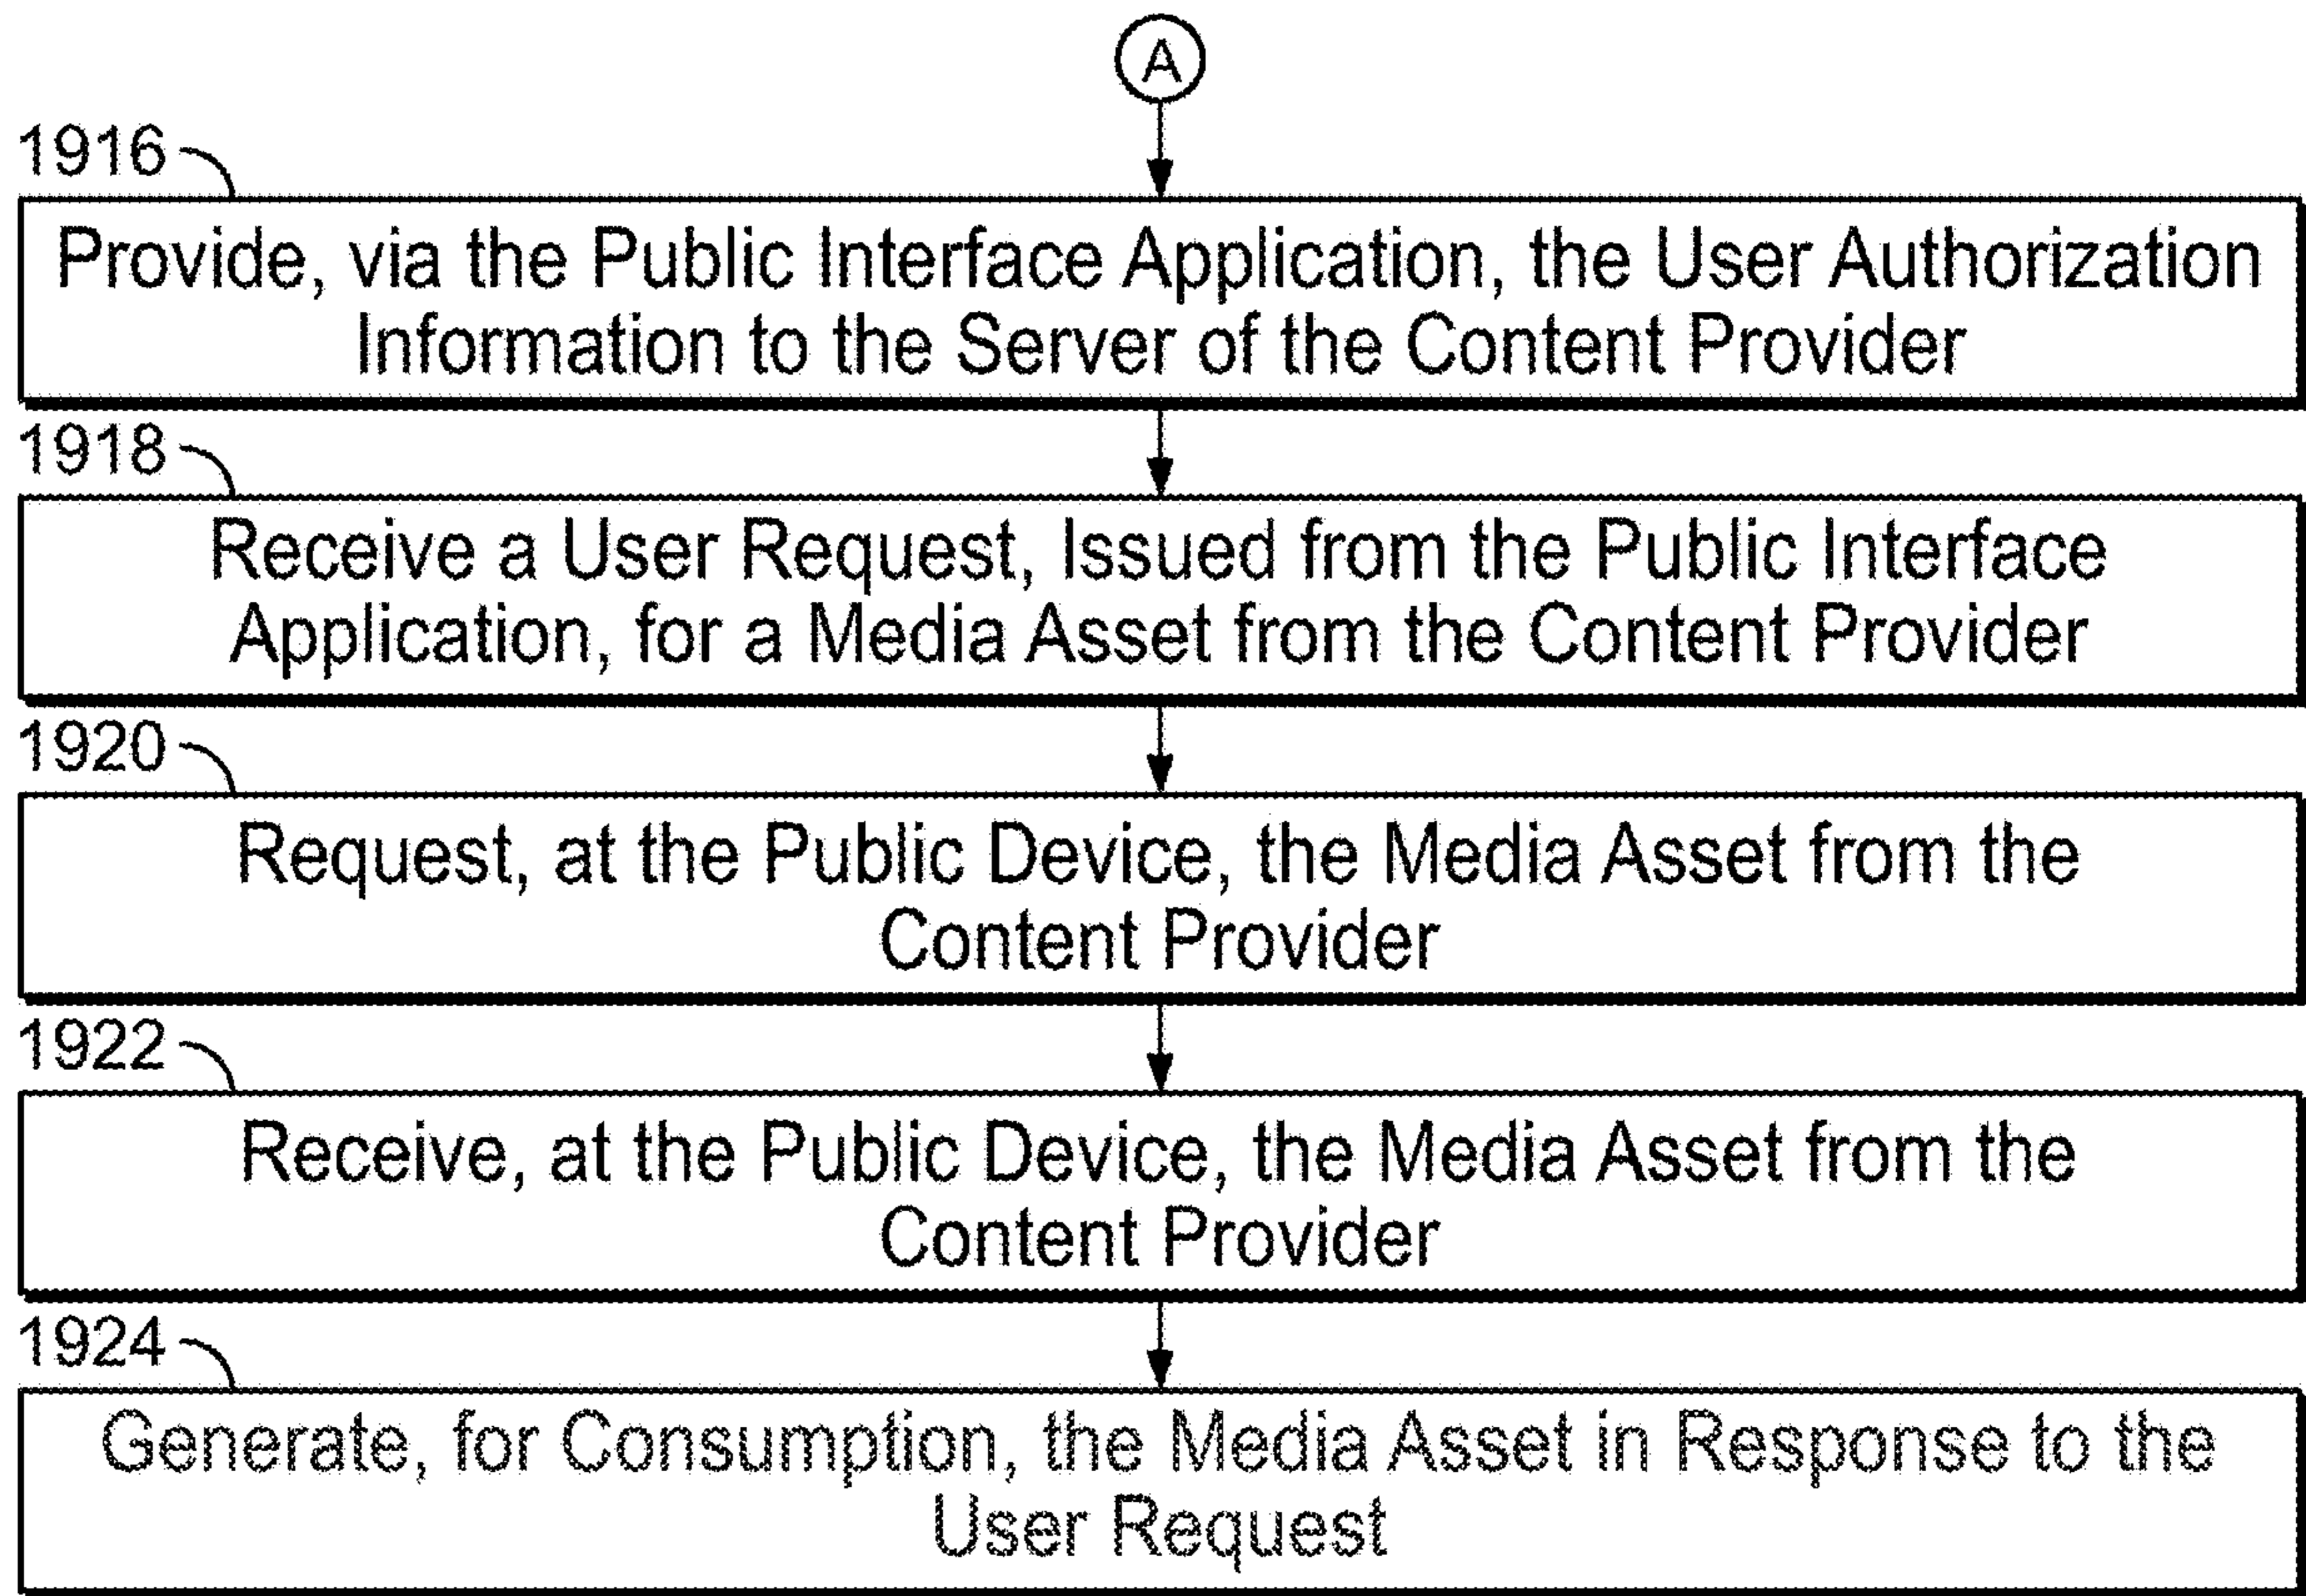 A
1916
Provide, via the Public Interface Application, the User Authorization
Information to the Server of the Content Provider
1918
Receive a User Request, Issued from the Public Interface
Application, for a Media Asset from the Content Provider
1920
Request, at the Public Device, the Media Asset from the
Content Provider
1922
Receive, at the Public Device, the Media Asset from the
Content Provider
1924
Generate, for Consumption, the Media Asset in Response to the
User Request